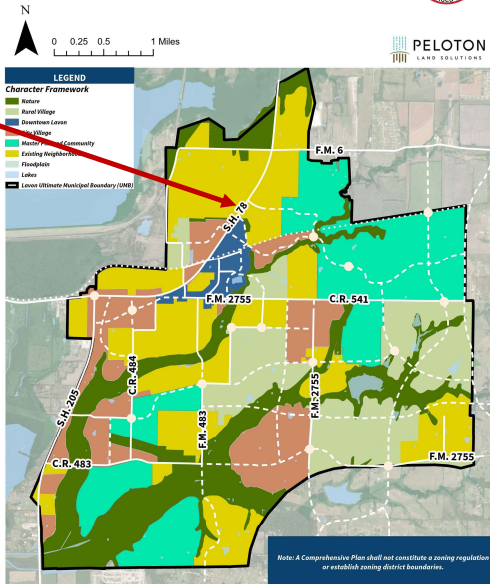 N
0 0.25 0.5 1 Miles
PELOTON
LAND SOLUTIONS
LEGEND
Character Framework
Nature
Rural Village
Downtown Lavon
Village
Master Community
Existing Neighborho
Floodplain
Lakes
Lavon Ultimate Municipal Boundary (UMB)
F.M. 6
S.H. 78
F.M. 2755
C.R. 541
C.R. 484
S.H. 205
F.M. 483
F.M. 2755
C.R. 483
F.M. 2755
Note: A Comprehensive Plan shall not constitute a zoning regulation
or establish zoning district boundaries.